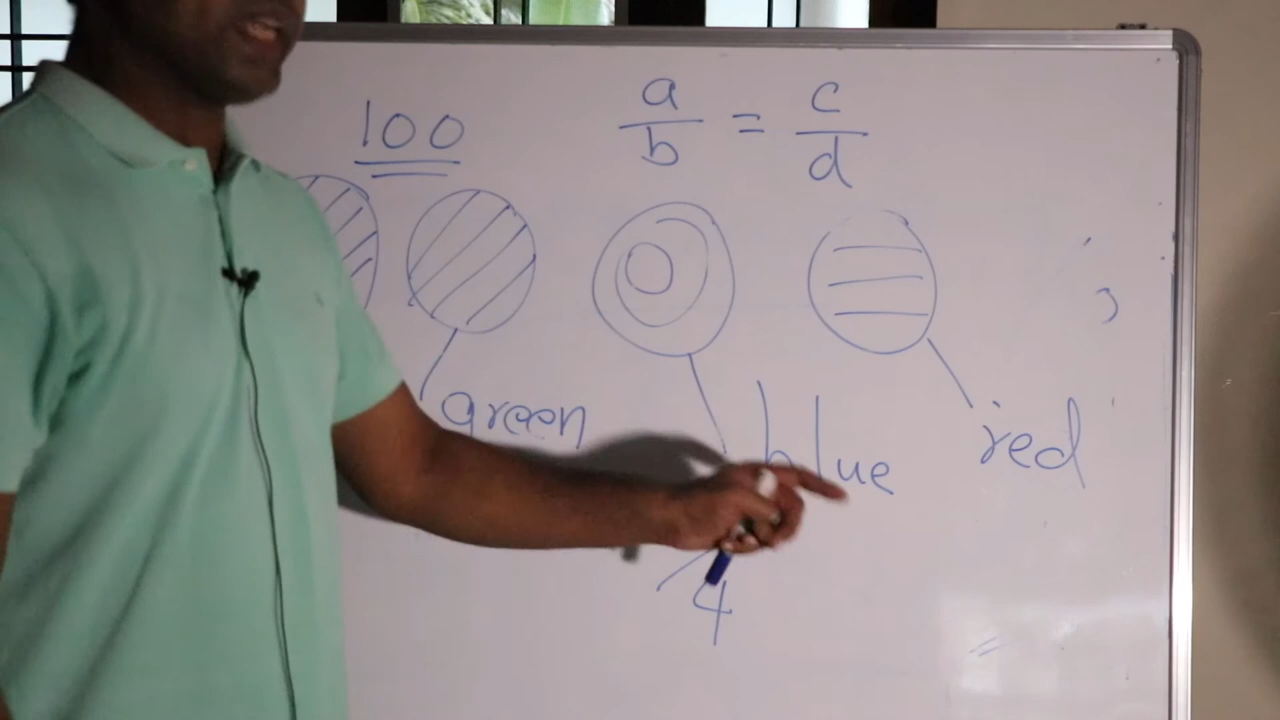 100
a/b = c/d
green
blue
red
4